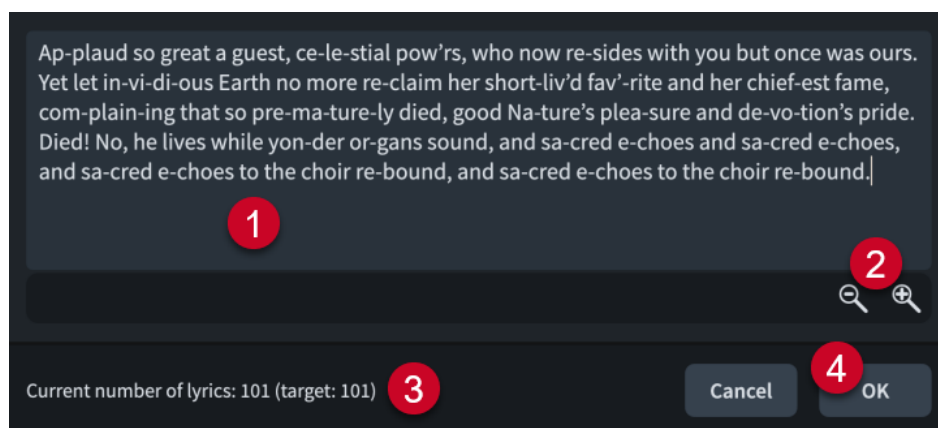 Ap-plaud so great a guest, ce-le-stial pow’rs, who now re-sides with you but once was ours.
Yet let in-vi-di-ous Earth no more re-claim her short-liv’d fav’-rite and her chief-est fame,
com-plain-ing that so pre-ma-ture-ly died, good Na-ture’s plea-sure and de-vo-tion’s pride.
Died! No, he lives while yon-der or-gans sound, and sa-cred e-choes and sa-cred e-choes,
and sa-cred e-choes to the choir re-bound, and sa-cred e-choes to the choir re-bound.
1
2
Current number of lyrics: 101 (target: 101)
3
Cancel
4
OK